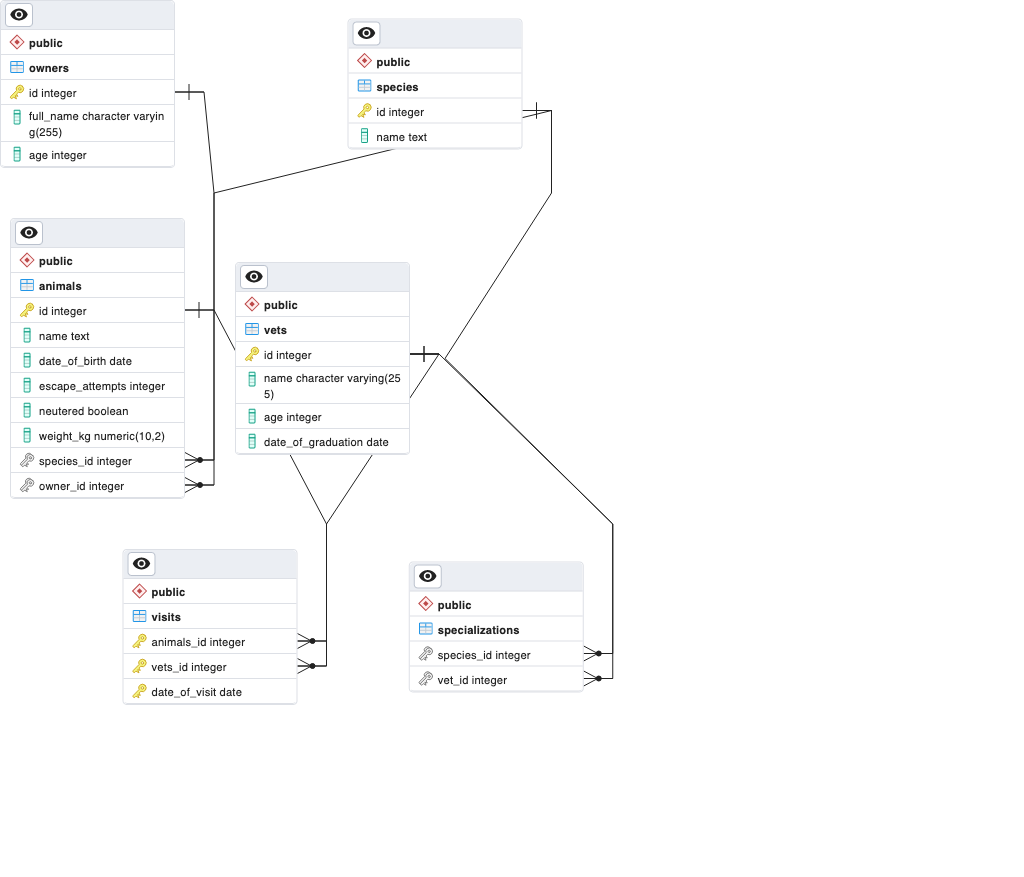 public
owners
id integer
full_name character varyin
g(255)
age integer
public
species
id integer
name text
public
animals
id integer
name text
date_of_birth date
escape_attempts integer
neutered boolean
weight_kg numeric(10,2)
species_id integer
owner_id integer
public
vets
id integer
name character varying(25
5)
age integer
date_of_graduation date
public
visits
animals_id integer
vets_id integer
date_of_visit date
public
specializations
species_id integer
vet_id integer